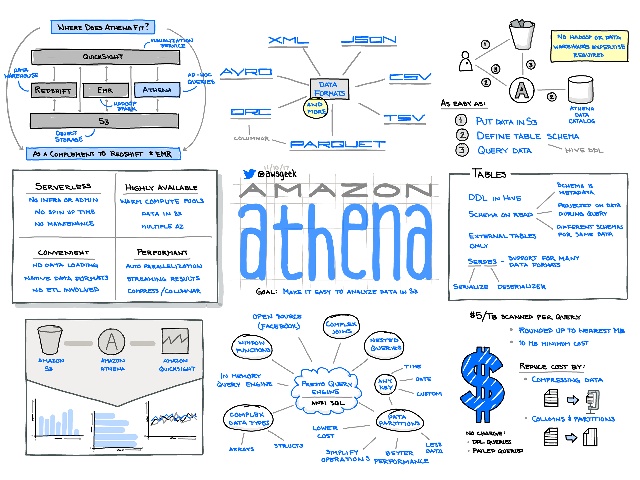 Where Does Athena Fit?
Visualization Service
Data Warehouse
QuickSight
Ad-Hoc Queries
Redshift
EMR
Athena
Hadoop Spark
S3
Object Storage
As a Complement to Redshift + EMR
XML
JSON
AVRO
CSV
Data Formats
And More
ORC
TSV
Columnar
Parquet
No Hadoop or Data Warehouse Expertise Required
1
2
3
2
3
A
Athena Data Catalog
As Easy As:
1 Put Data in S3
2 Define Table Schema
3 Query Data
Hive DDL
Serverless
No Infra or Admin
No Spin Up Time
No Maintenance
Highly Available
Warm Compute Pools
Data in S3
Multiple AZ
Convenient
No Data Loading
Native Data Formats
No ETL Involved
Performant
Auto Parallelization
Streaming Results
Compress/Columnar
@awsgeek
Amazon
athena
Goal: Make it easy to analyze data in S3
Tables
DDL in Hive
Schema is Metadata
Schema on Read
Projected on Data During Query
Different Schemas for Same Data
External Tables Only
SerDes - Support for Many Data Formats
Serialize Deserializer
Amazon S3
A
Amazon Athena
Amazon QuickSight
Open Source (Facebook)
Complex Joins
Window Functions
Nested Queries
In Memory Query Engine
Presto Query Engine
ANSI SQL
Any Key
Time
Date
Custom
Complex Data Types
Arrays
Structs
Data Partitions
Lower Cost
Simplify Operations
Better Performance
Less Data
$5/TB Scanned Per Query
• Rounded up to nearest MB
• 10 MB Minimum Cost
$
Reduce Cost By:
• Compressing Data
• Columns & Partitions
No Charge:
• DDL Queries
• Failed Queries